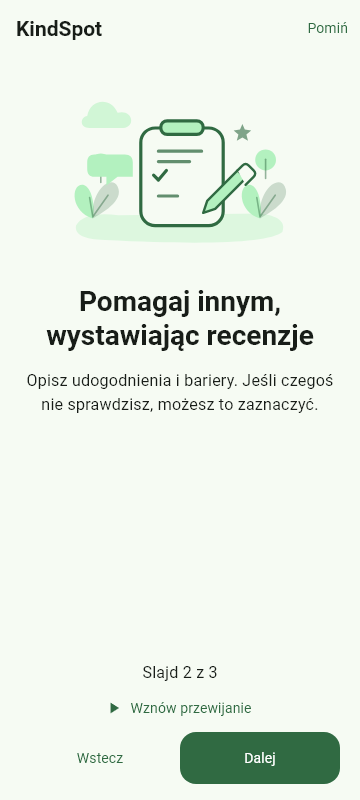 KindSpot
Pomiń
Pomagaj innym,
wystawiając recenzje
Opisz udogodnienia i bariery. Jeśli czegoś
nie sprawdzisz, możesz to zaznaczyć.
Slajd 2 z 3
Wznów przewijanie
Wstecz
Dalej